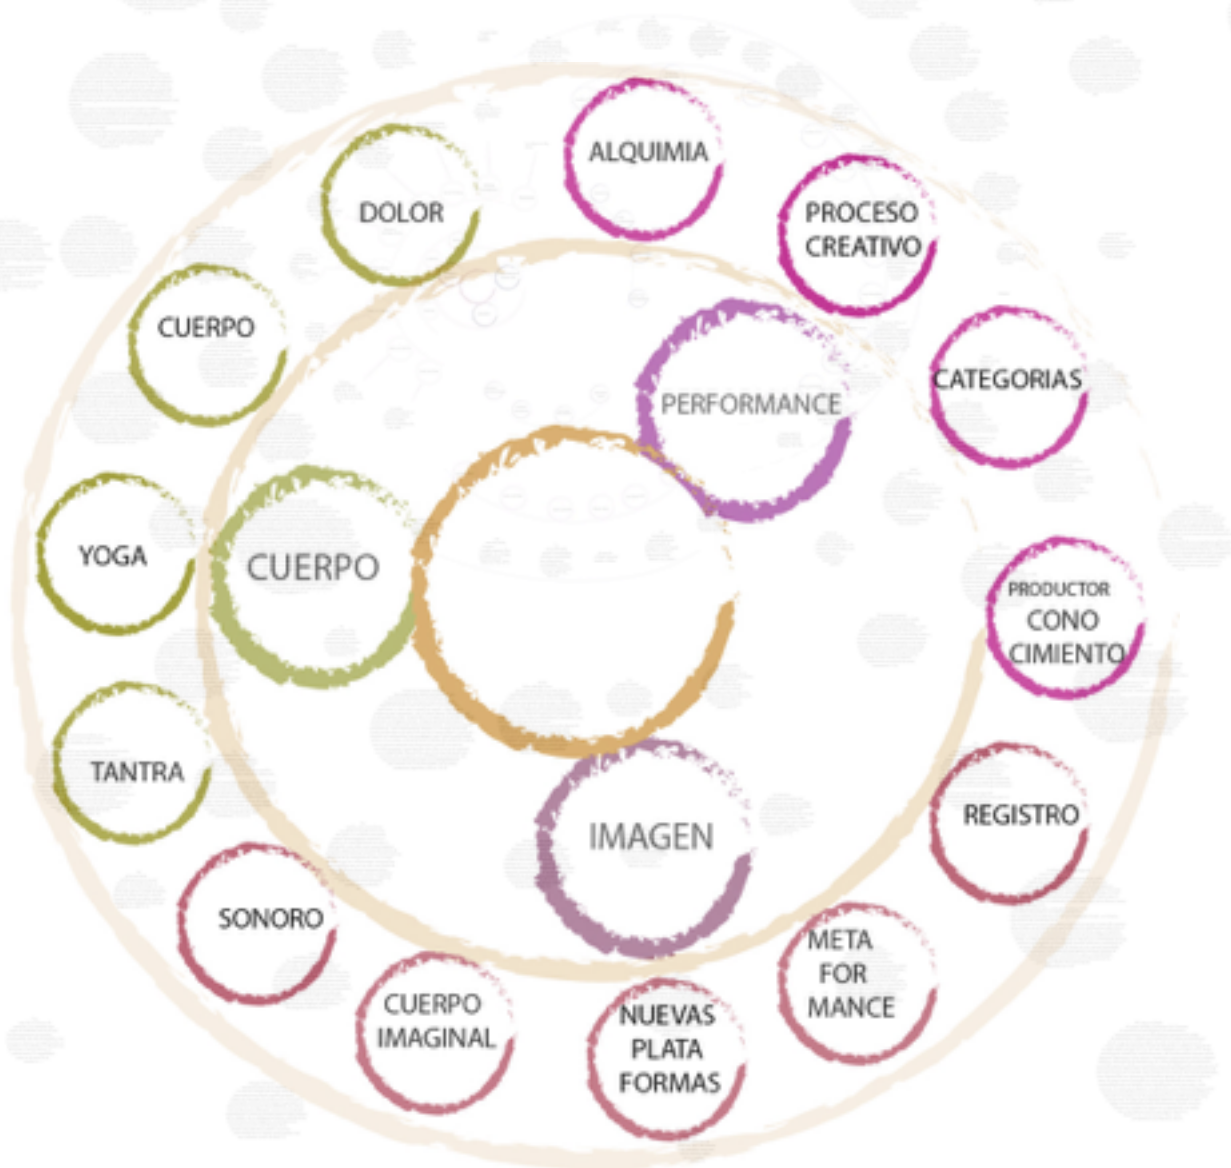 ALQUIMIA
PROCESO
CREATIVO
CATEGORIAS
PRODUCTOR
CONO
CIMIENTO
REGISTRO
META
FOR
MANCE
NUEVAS
PLATA
FORMAS
CUERPO
IMAGINAL
SONORO
TANTRA
YOGA
CUERPO
DOLOR
PERFORMANCE
CUERPO
IMAGEN